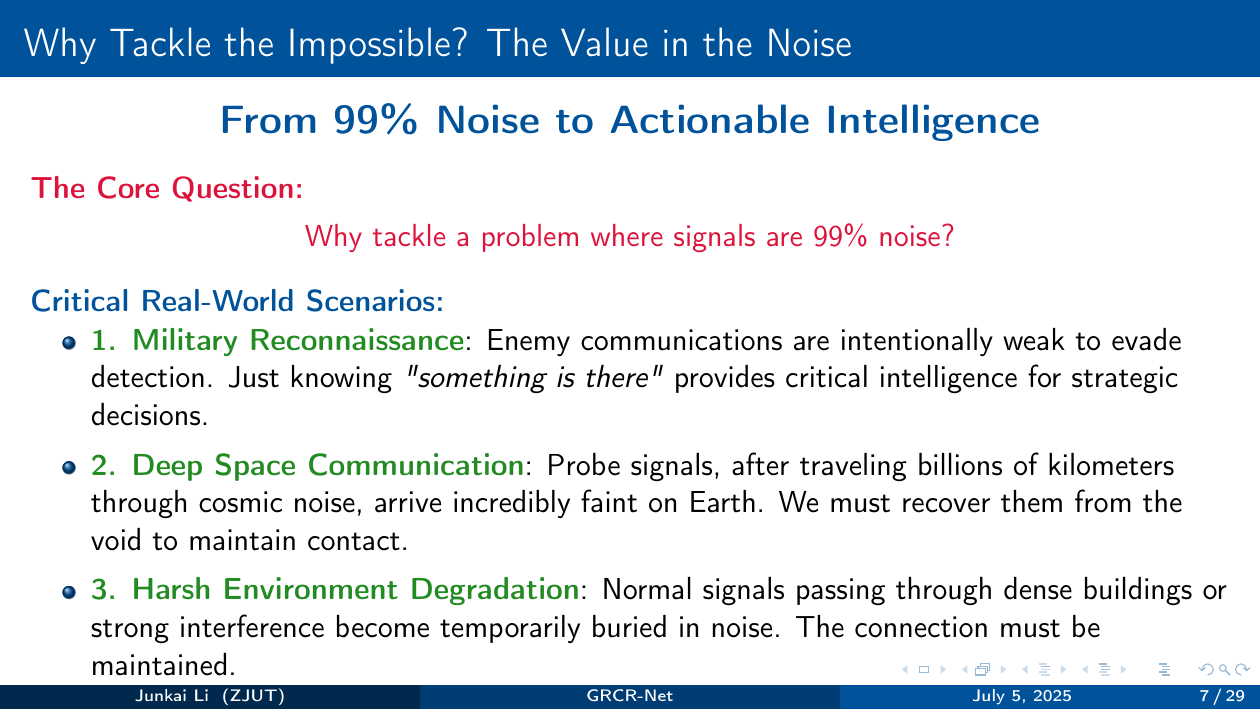 Why Tackle the Impossible? The Value in the Noise
From 99% Noise to Actionable Intelligence
The Core Question:
Why tackle a problem where signals are 99% noise?
Critical Real-World Scenarios:
1. Military Reconnaissance: Enemy communications are intentionally weak to evade
detection. Just knowing "something is there" provides critical intelligence for strategic
decisions.
2. Deep Space Communication: Probe signals, after traveling billions of kilometers
through cosmic noise, arrive incredibly faint on Earth. We must recover them from the
void to maintain contact.
3. Harsh Environment Degradation: Normal signals passing through dense buildings or
strong interference become temporarily buried in noise. The connection must be
maintained.
Junkai Li (ZJUT) GRCR-Net July 5, 2025 7 / 29